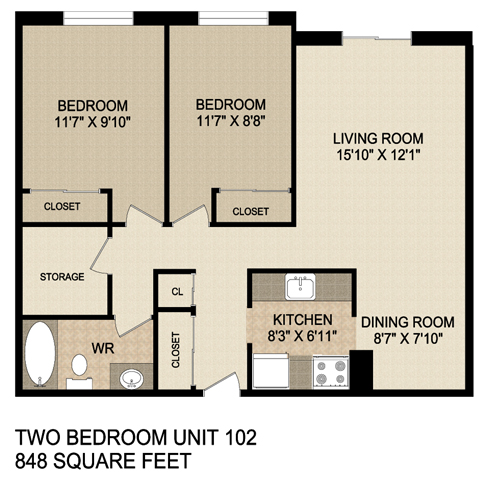 BEDROOM
11'7" X 9'10"
BEDROOM
11'7" X 8'8"
LIVING ROOM
15'10" X 12'1"
CLOSET
CLOSET
STORAGE
CL
KITCHEN
8'3" X 6'11"
DINING ROOM
8'7" X 7'10"
WR
CLOSET
TWO BEDROOM UNIT 102
848 SQUARE FEET